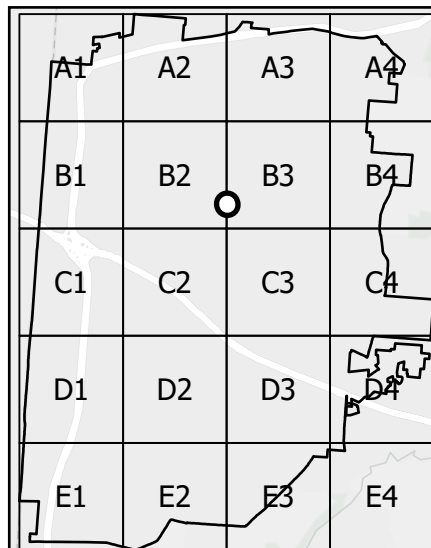 A1 A2 A3 A4
B1 B2 B3 B4
C1 C2 C3 C4
D1 D2 D3 D4
E1 E2 E3 E4